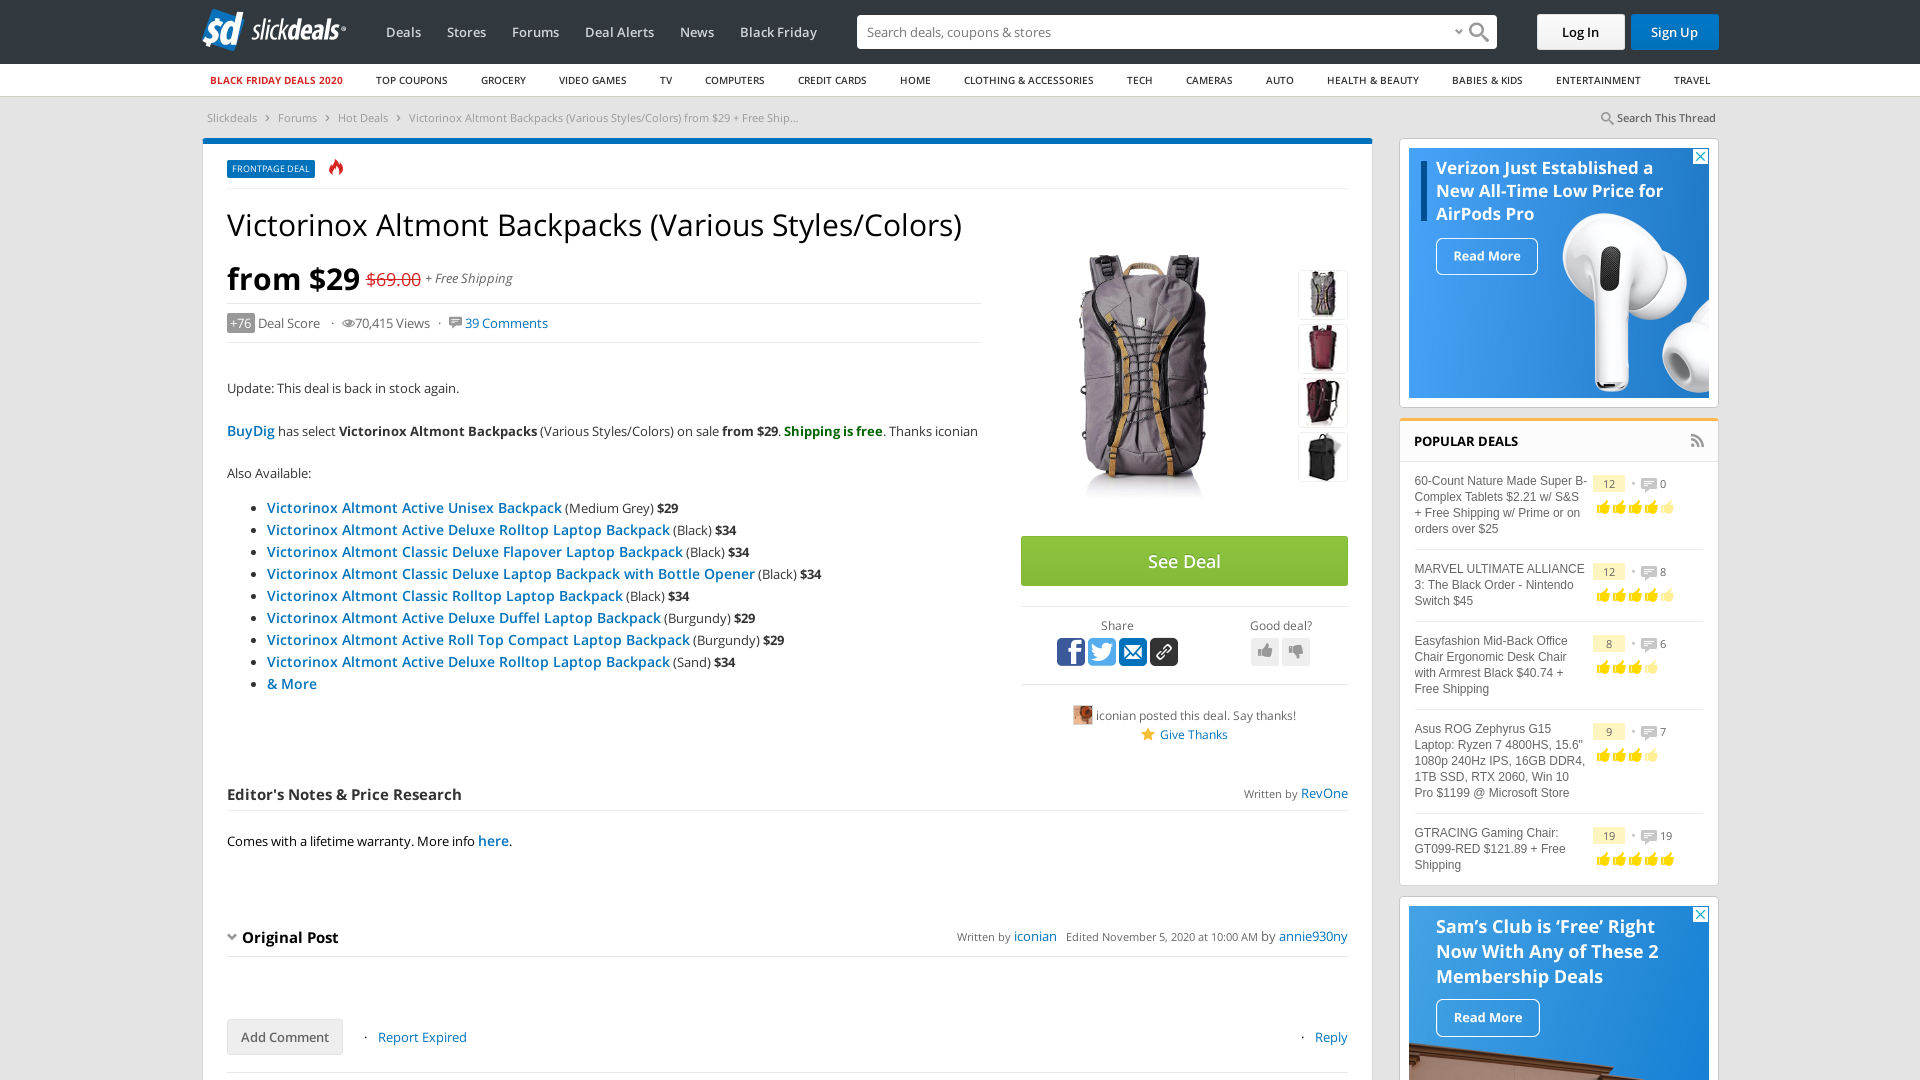 sd slickdeals
Deals Stores Forums Deal Alerts News Black Friday
Search deals, coupons & stores
Log In Sign Up
BLACK FRIDAY DEALS 2020 TOP COUPONS GROCERY VIDEO GAMES TV COMPUTERS CREDIT CARDS HOME CLOTHING & ACCESSORIES TECH CAMERAS AUTO HEALTH & BEAUTY BABIES & KIDS ENTERTAINMENT TRAVEL
Slickdeals › Forums › Hot Deals › Victorinox Altmont Backpacks (Various Styles/Colors) from $29 + Free Ship...
Search This Thread
FRONTPAGE DEAL
Victorinox Altmont Backpacks (Various Styles/Colors)
from $29 $69.00 + Free Shipping
+76 Deal Score · 70,415 Views · 39 Comments
Update: This deal is back in stock again.
BuyDig has select Victorinox Altmont Backpacks (Various Styles/Colors) on sale from $29. Shipping is free. Thanks iconian
Also Available:
• Victorinox Altmont Active Unisex Backpack (Medium Grey) $29
• Victorinox Altmont Active Deluxe Rolltop Laptop Backpack (Black) $34
• Victorinox Altmont Classic Deluxe Flapover Laptop Backpack (Black) $34
• Victorinox Altmont Classic Deluxe Laptop Backpack with Bottle Opener (Black) $34
• Victorinox Altmont Classic Rolltop Laptop Backpack (Black) $34
• Victorinox Altmont Active Deluxe Duffel Laptop Backpack (Burgundy) $29
• Victorinox Altmont Active Roll Top Compact Laptop Backpack (Burgundy) $29
• Victorinox Altmont Active Deluxe Rolltop Laptop Backpack (Sand) $34
• & More
See Deal
Share
Good deal?
iconian posted this deal. Say thanks!
Give Thanks
Editor's Notes & Price Research
Written by RevOne
Comes with a lifetime warranty. More info here.
Original Post
Written by iconian Edited November 5, 2020 at 10:00 AM by annie930ny
Add Comment · Report Expired
· Reply
Verizon Just Established a
New All-Time Low Price for
AirPods Pro
Read More
POPULAR DEALS
60-Count Nature Made Super B-
Complex Tablets $2.21 w/ S&S
+ Free Shipping w/ Prime or on
orders over $25
12 • 0
MARVEL ULTIMATE ALLIANCE
3: The Black Order - Nintendo
Switch $45
12 • 8
Easyfashion Mid-Back Office
Chair Ergonomic Desk Chair
with Armrest Black $40.74 +
Free Shipping
8 • 6
Asus ROG Zephyrus G15
Laptop: Ryzen 7 4800HS, 15.6"
1080p 240Hz IPS, 16GB DDR4,
1TB SSD, RTX 2060, Win 10
Pro $1199 @ Microsoft Store
9 • 7
GTRACING Gaming Chair:
GT099-RED $121.89 + Free
Shipping
19 • 19
Sam's Club is ‘Free’ Right
Now With Any of These 2
Membership Deals
Read More